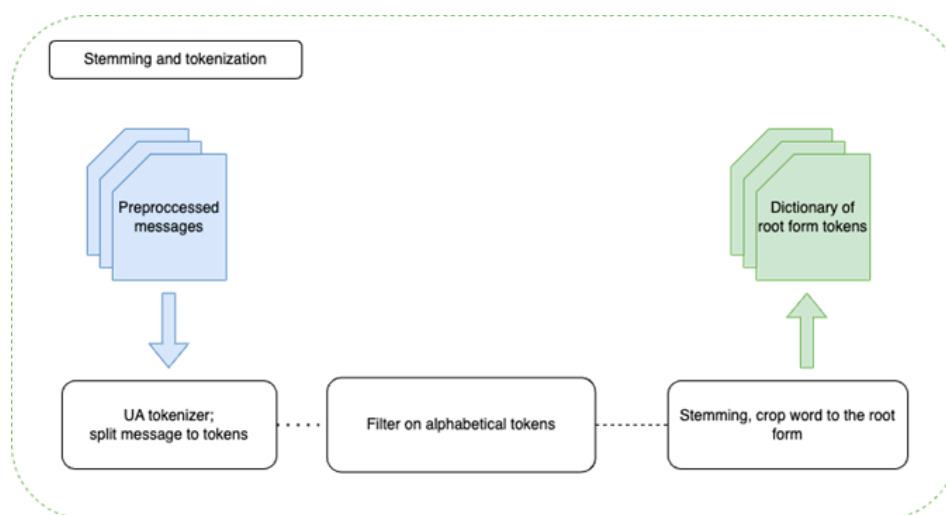 Stemming and tokenization
Preproccessed
messages
Dictionary of
root form tokens
UA tokenizer;
split message to tokens
Filter on alphabetical tokens
Stemming, crop word to the root
form